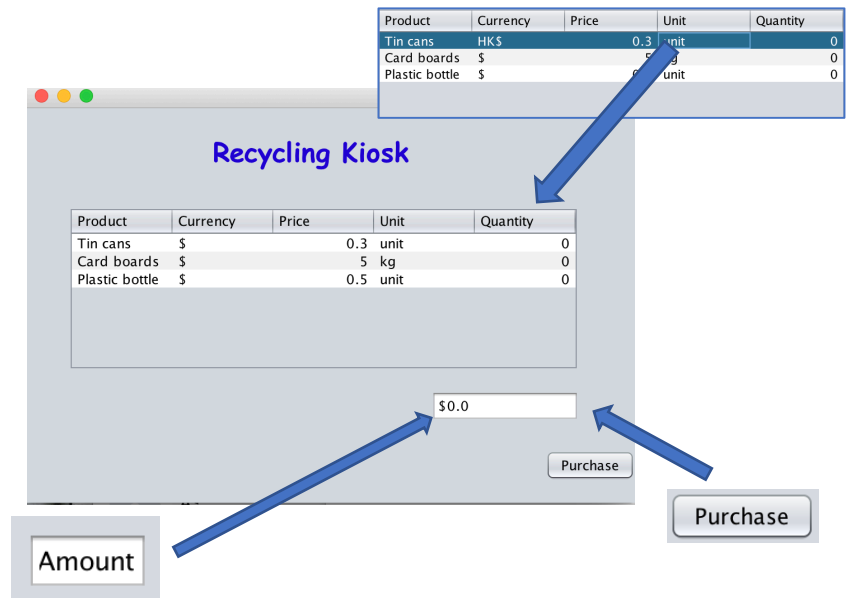 Product Currency Price Unit Quantity
Tin cans HK$ 0.3 unit 0
Card boards $ 5 0
Plastic bottle $ unit 0
Recycling Kiosk
Product Currency Price Unit Quantity
Tin cans $ 0.3 unit 0
Card boards $ 5 kg 0
Plastic bottle $ 0.5 unit 0
$0.0
Purchase
Purchase
Amount